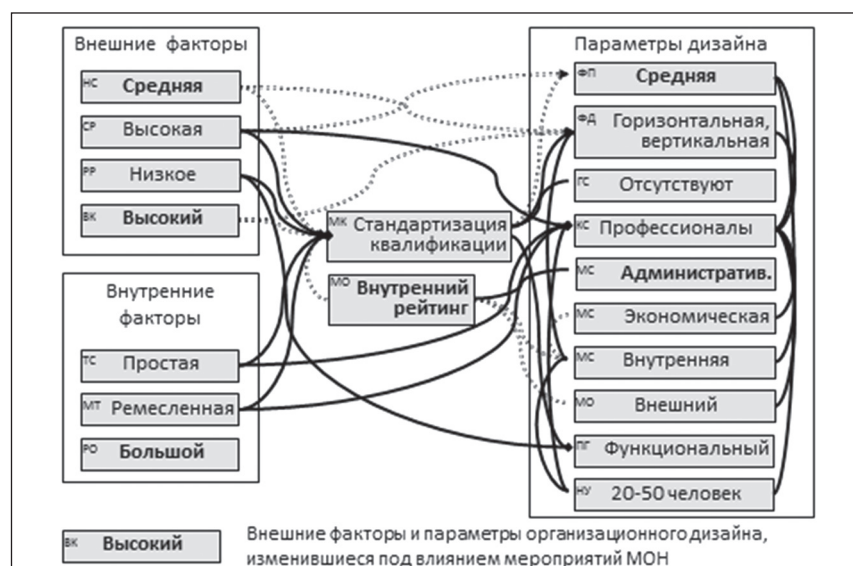 Внешние факторы
НС Средняя
СР Высокая
РР Низкое
ВК Высокий
Внутренние
факторы
ТС Простая
МТ Ремесленная
РО Большой
МК Стандартизация
квалификации
МО Внутренний
рейтинг
Параметры дизайна
ФП Средняя
ФД Горизонтальная,
вертикальная
ГС Отсутствуют
КС Профессионалы
МС Административ.
МС Экономическая
МС Внутренняя
МО Внешний
ПГ Функциональный
НУ 20-50 человек
ВК Высокий
Внешние факторы и параметры организационного дизайна,
изменившиеся под влиянием мероприятий МОН